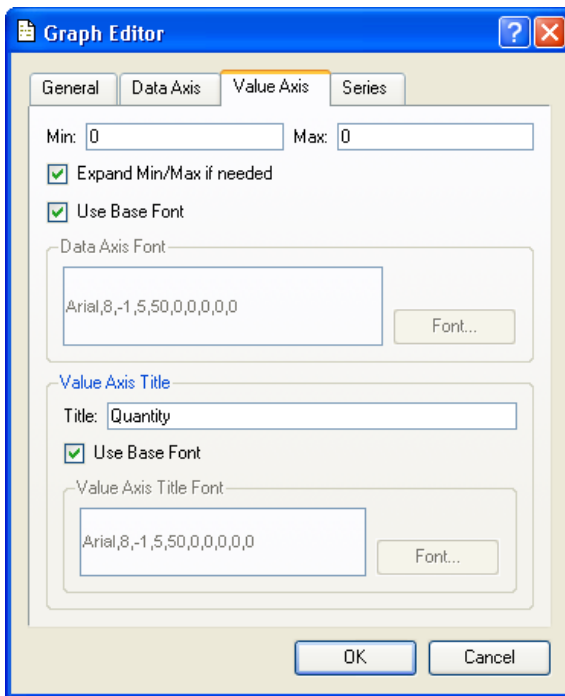 Graph Editor
General Data Axis Value Axis Series
Min: 0 Max: 0
Expand Min/Max if needed
Use Base Font
Data Axis Font
Arial,8,-1,5,50,0,0,0,0,0
Font...
Value Axis Title
Title: Quantity
Use Base Font
Value Axis Title Font
Arial,8,-1,5,50,0,0,0,0,0
Font...
OK Cancel